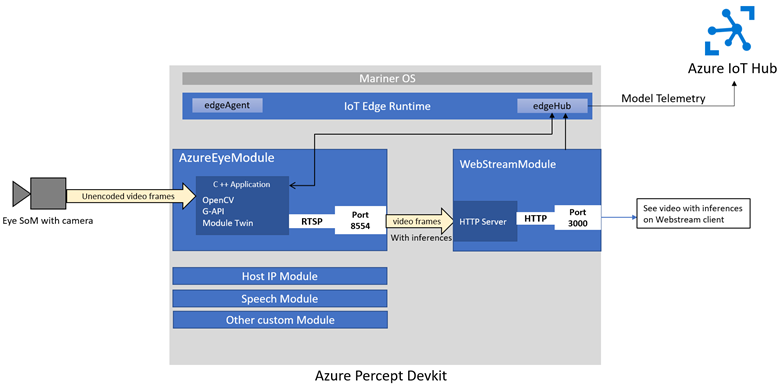 Azure IoT Hub
Mariner OS
edgeAgent
IoT Edge Runtime
edgeHub
Model Telemetry
AzureEyeModule
WebStreamModule
C ++ Application
OpenCV
G-API
Module Twin
Unencoded video frames
Eye SoM with camera
RTSP
Port
8554
video frames
With inferences
HTTP Server
HTTP
Port
3000
See video with inferences
on Webstream client
Host IP Module
Speech Module
Other custom Module
Azure Percept Devkit